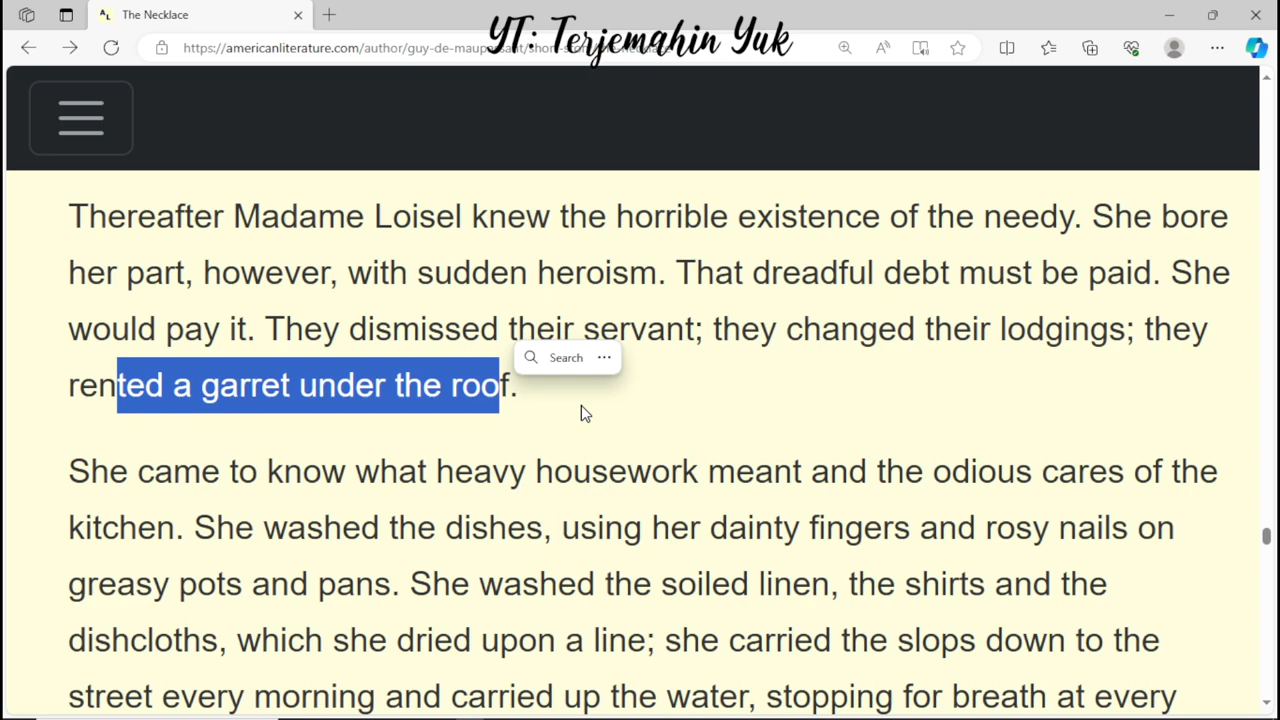 The Necklace
YT: Terjemahin Yuk
https://americanliterature.com/author/guy-de-maupassant/short-
Thereafter Madame Loisel knew the horrible existence of the needy. She bore
her part, however, with sudden heroism. That dreadful debt must be paid. She
would pay it. They dismissed their servant; they changed their lodgings; they
Search
rented a garret under the roof.
She came to know what heavy housework meant and the odious cares of the
kitchen. She washed the dishes, using her dainty fingers and rosy nails on
greasy pots and pans. She washed the soiled linen, the shirts and the
dishcloths, which she dried upon a line; she carried the slops down to the
street every morning and carried up the water, stopping for breath at every